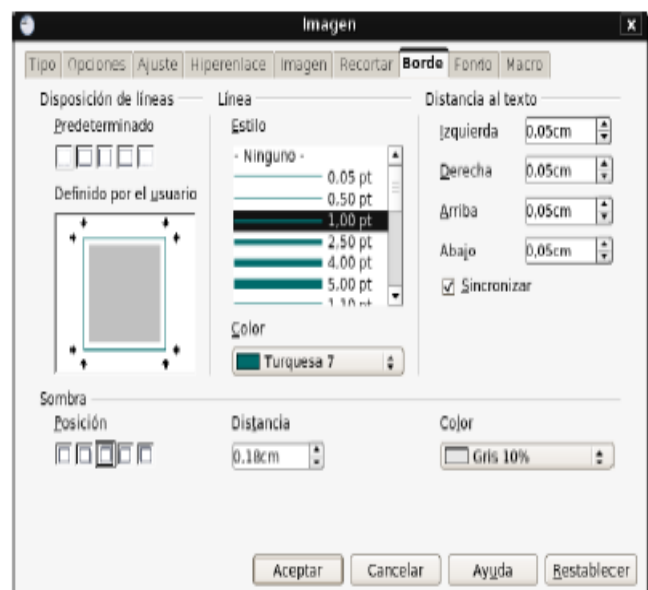 Imagen
Tipo Opciones Ajuste Hiperenlace Imagen Recortar Borde Fondo Macro
Disposición de líneas
Predeterminado
Definido por el usuario
Línea
Estilo
- Ninguno -
0,05 pt
0,50 pt
1,00 pt
2,50 pt
4,00 pt
5,00 pt
1,10 pt
Color
Turquesa 7
Distancia al texto
Izquierda 0,05cm
Derecha 0,05cm
Arriba 0,05cm
Abajo 0,05cm
Sincronizar
Sombra
Posición
Distancia
0,18cm
Color
Gris 10%
Aceptar Cancelar Ayuda Restablecer